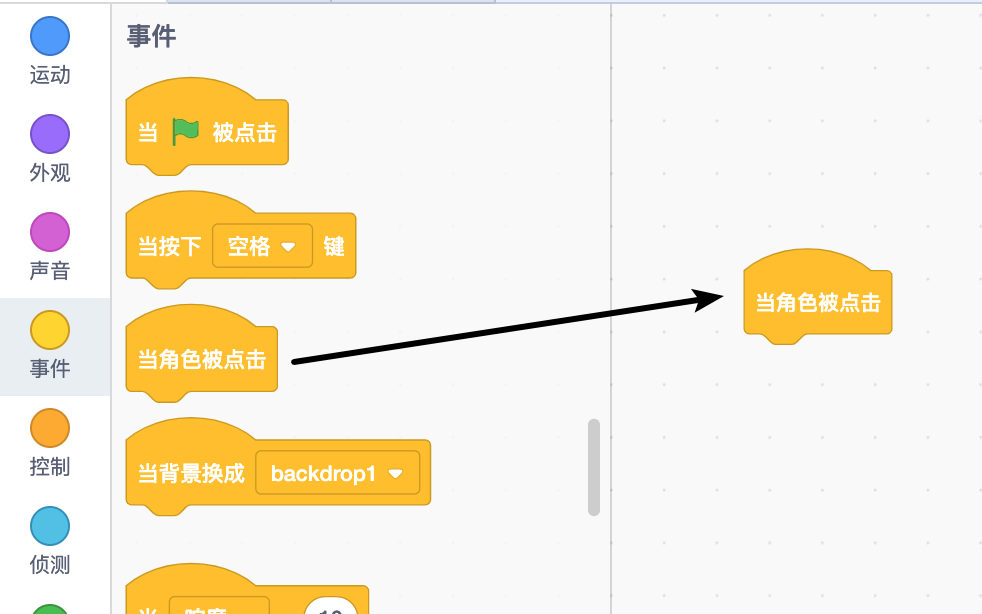 事件
运动
当 被点击
外观
当按下 空格 键
声音
当角色被点击
当角色被点击
事件
控制
当背景换成 backdrop1
侦测